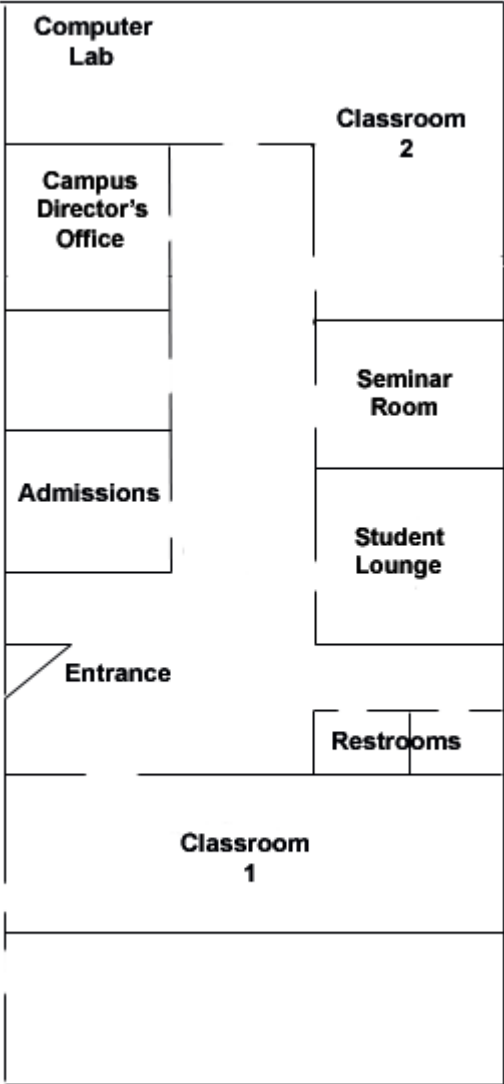 Computer
Lab
Classroom
2
Campus
Director's
Office
Seminar
Room
Admissions
Student
Lounge
Entrance
Restrooms
Classroom
1